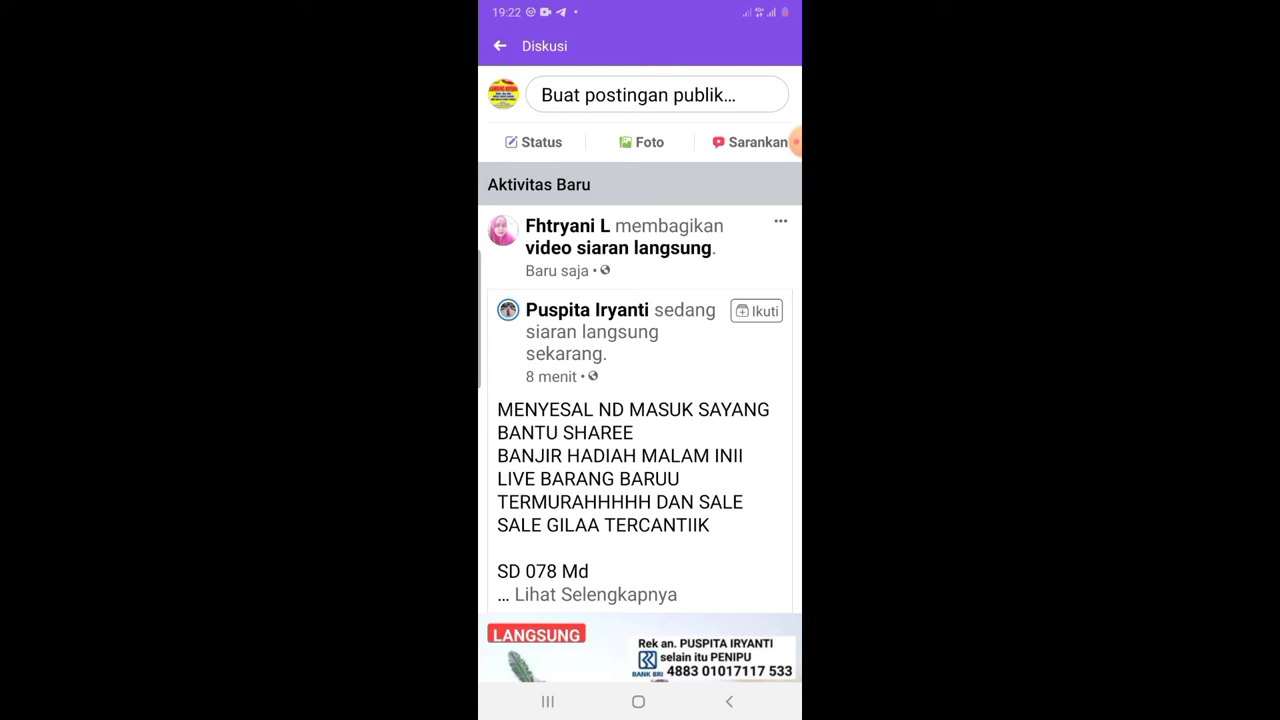 19:22
Diskusi
Buat postingan publik...
Status
Foto
Sarankan
Aktivitas Baru
Fhtryani L membagikan
video siaran langsung.
Baru saja
Puspita Iryanti sedang
siaran langsung
sekarang.
Ikuti
8 menit
MENYESAL ND MASUK SAYANG
BANTU SHAREE
BANJIR HADIAH MALAM INII
LIVE BARANG BARUU
TERMURAHHHHH DAN SALE
SALE GILAA TERCANTIIK
SD 078 Md
... Lihat Selengkapnya
LANGSUNG
Rek an. PUSPITA IRYANTI
selain itu PENIPU
BANK BRI 4883 01017117 533